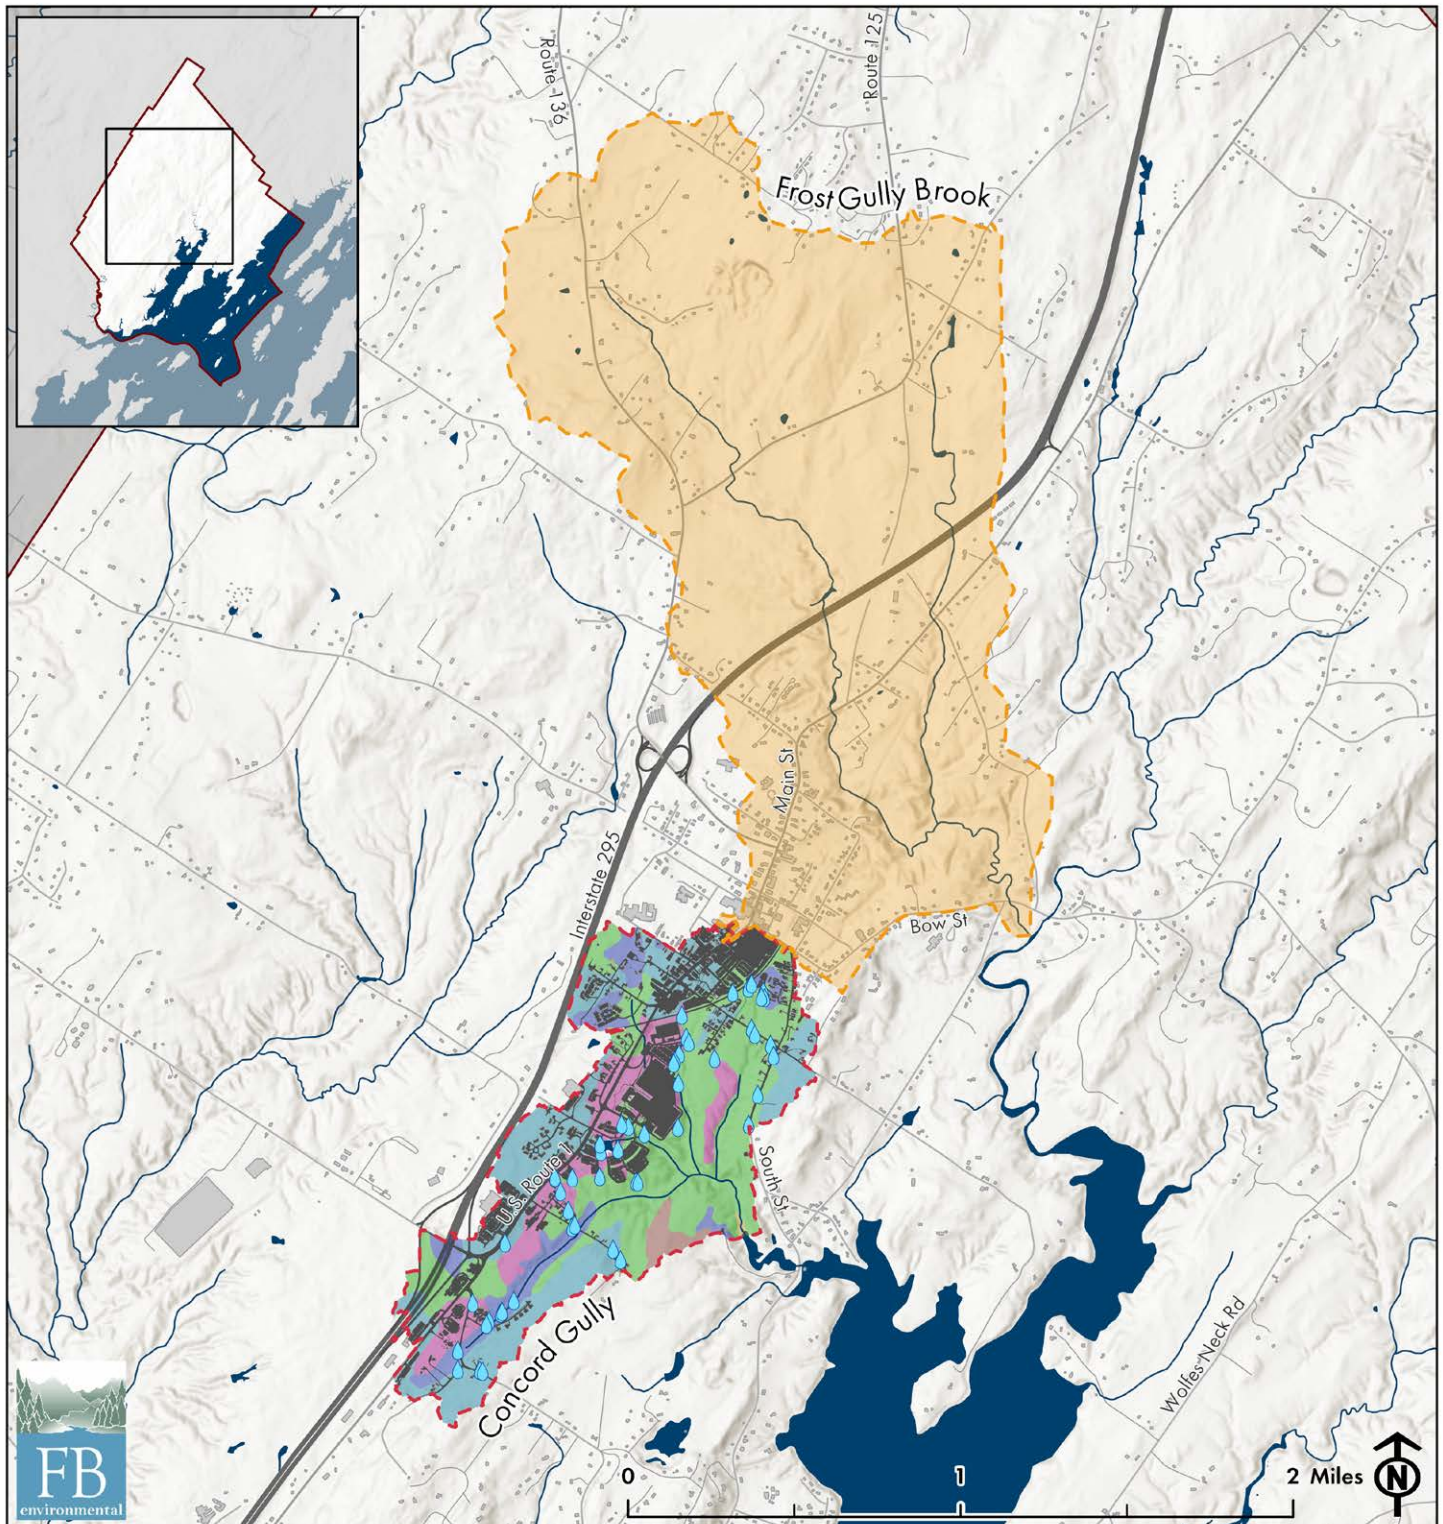 Route 136
Route 125
Frost Gully Brook
Main St
Interstate 295
Bow St
U.S. Route 1
South St
Concord Gully
Wolfes Neck Rd
FB
environmental
0 1 2 Miles
N